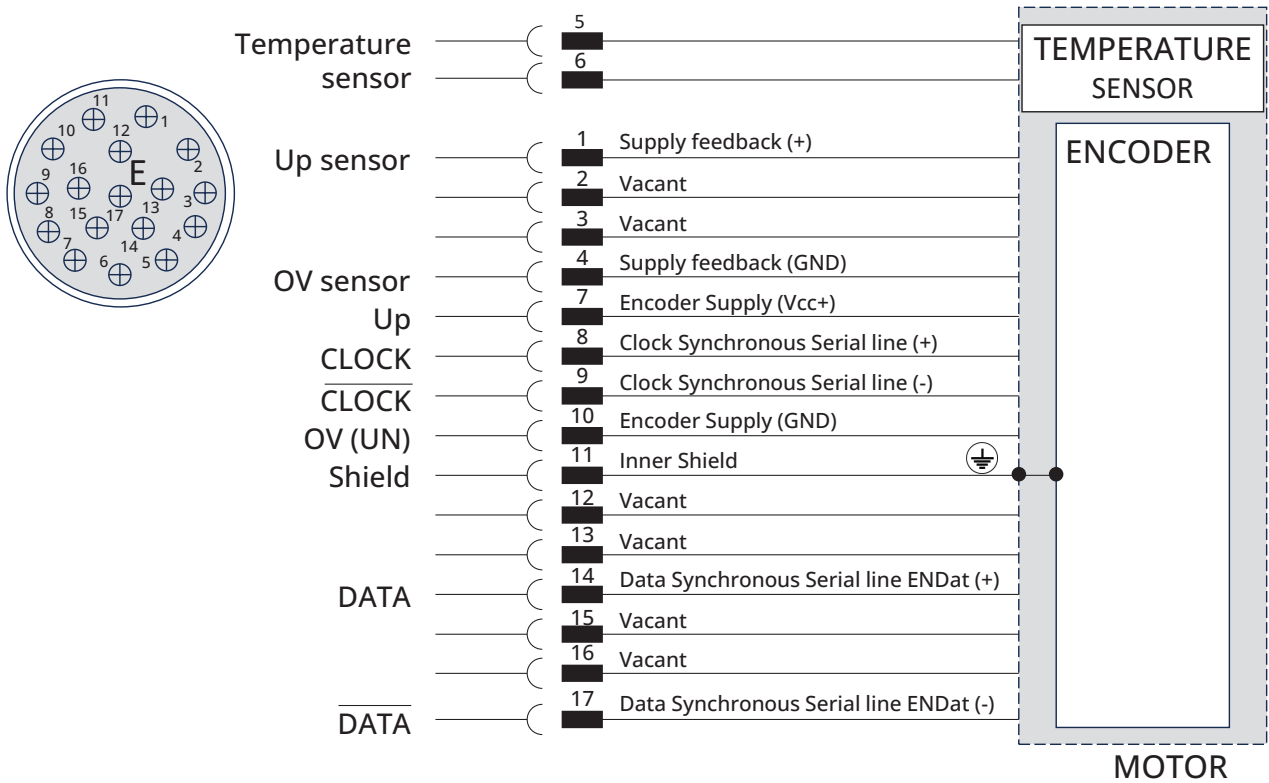 5
Temperature
sensor
6
TEMPERATURE
SENSOR
11
1
10
12
2
9
16
E
3
8
15
17
13
4
7
14
6
5
ENCODER
Up sensor
1 Supply feedback (+)
2 Vacant
3 Vacant
OV sensor
4 Supply feedback (GND)
Up
7 Encoder Supply (Vcc+)
CLOCK
8 Clock Synchronous Serial line (+)
CLOCK
9 Clock Synchronous Serial line (-)
OV (UN)
10 Encoder Supply (GND)
Shield
11 Inner Shield
12 Vacant
13 Vacant
DATA
14 Data Synchronous Serial line ENDat (+)
15 Vacant
16 Vacant
DATA
17 Data Synchronous Serial line ENDat (-)
MOTOR